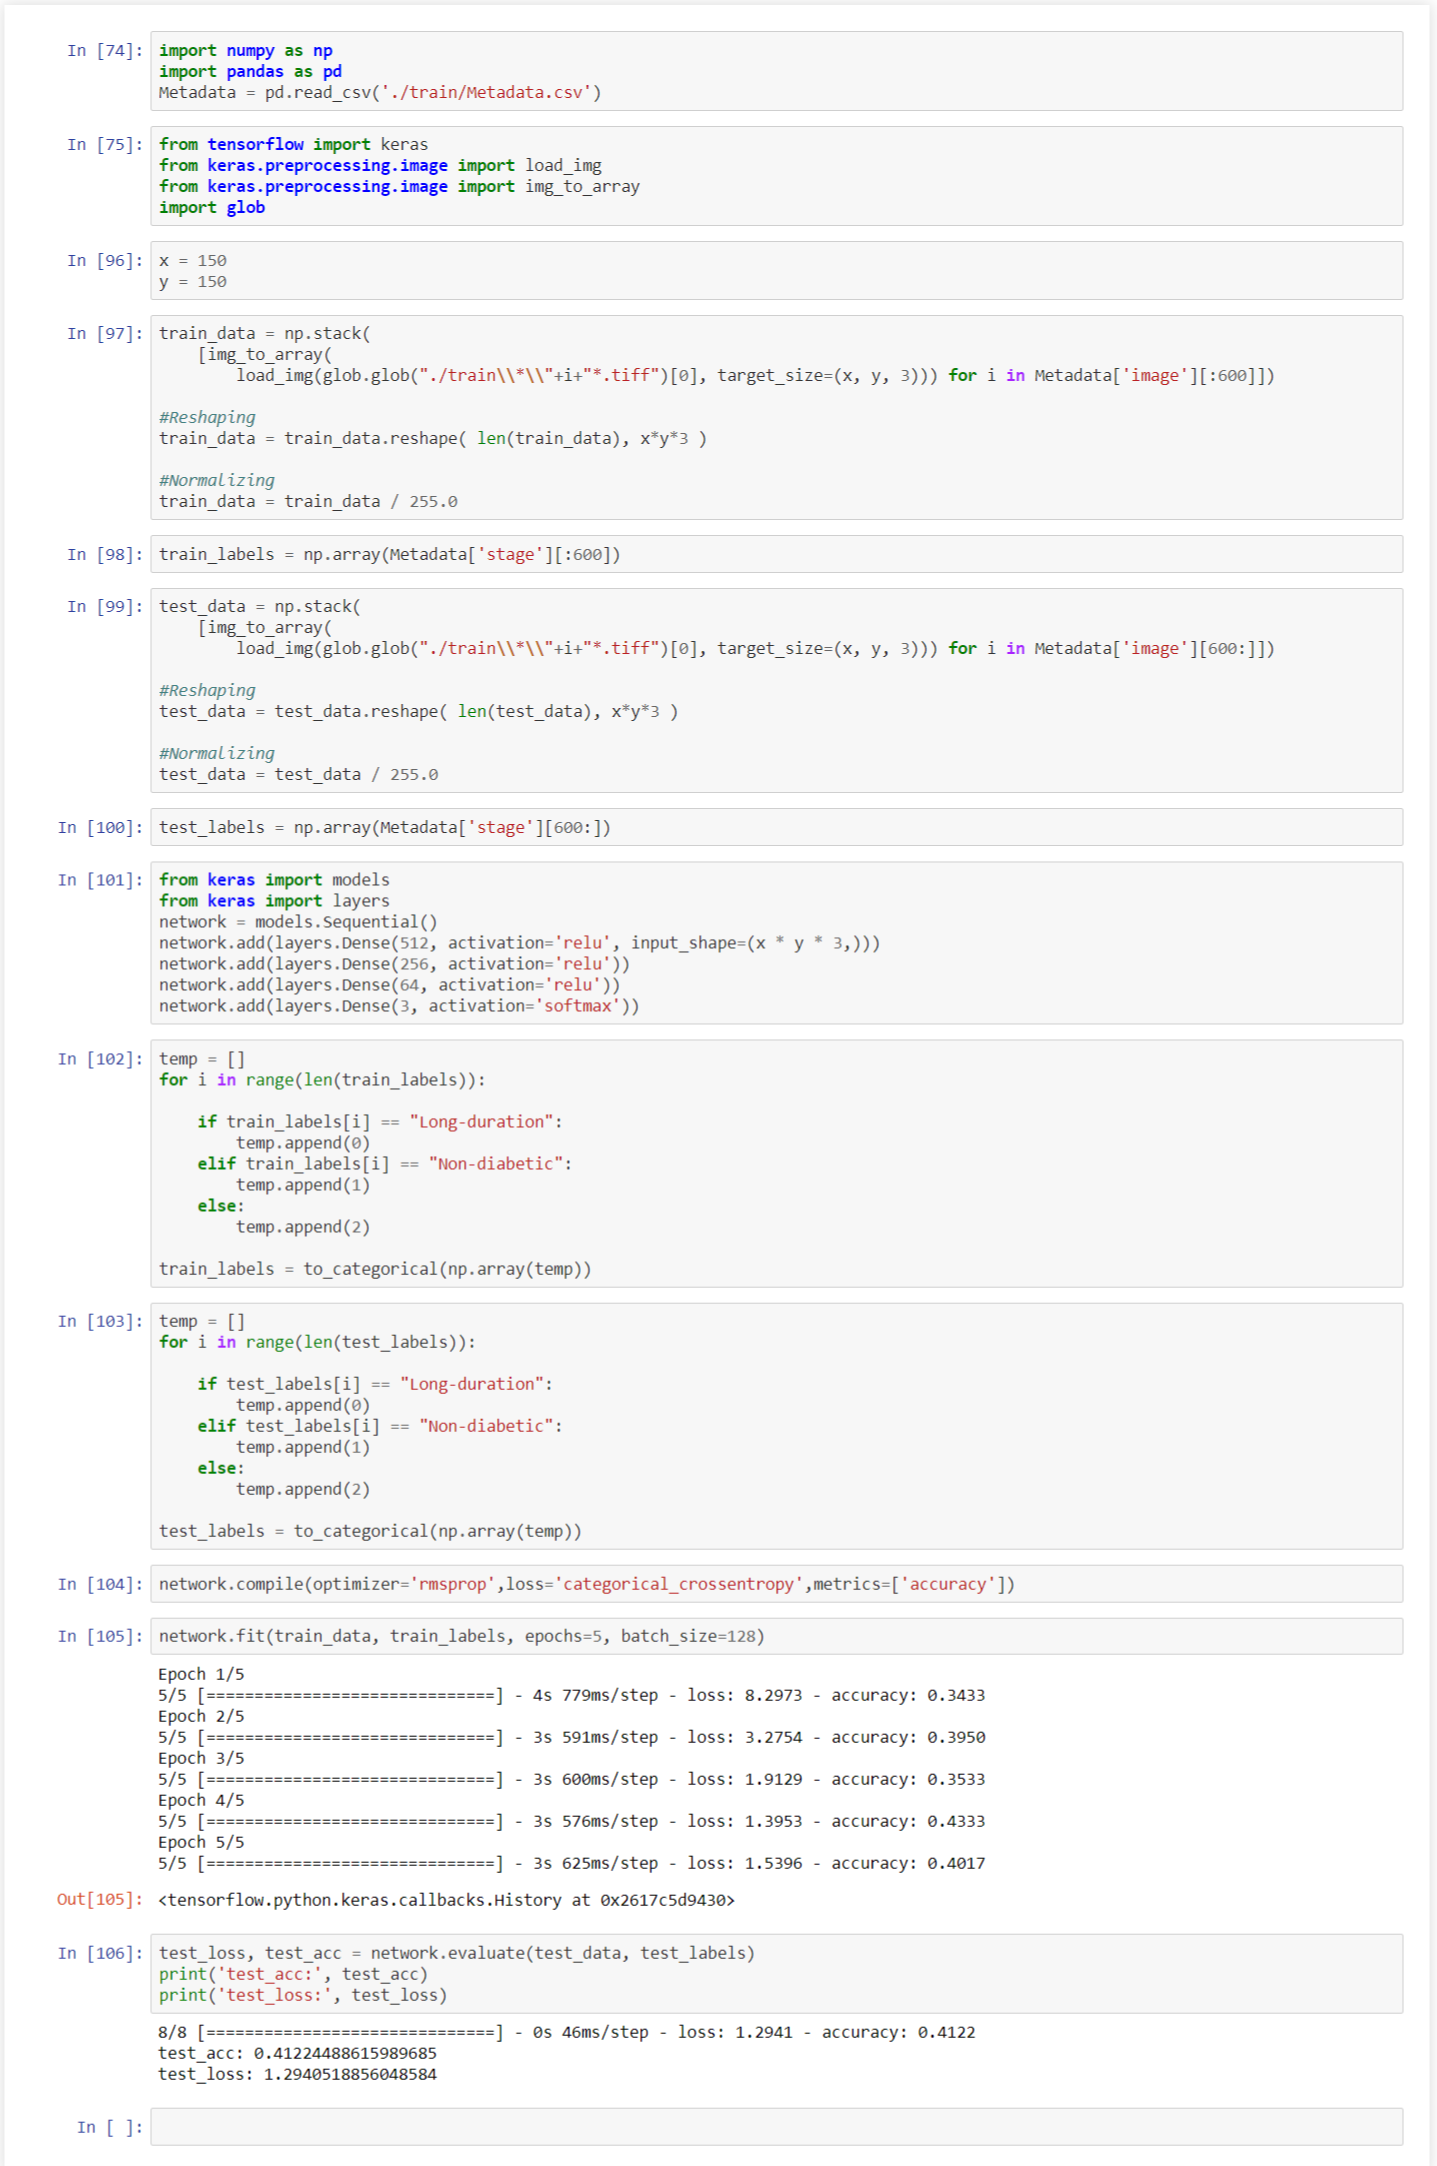 In [74]: import numpy as np
import pandas as pd
Metadata = pd.read_csv('./train/Metadata.csv')
In [75]: from tensorflow import keras
from keras.preprocessing.image import load_img
from keras.preprocessing.image import img_to_array
import glob
In [96]: x = 150
y = 150
In [97]: train_data = np.stack(
    [img_to_array(
        load_img(glob.glob("./train\\*\\"+i+"*.tiff")[0], target_size=(x, y, 3))) for i in Metadata['image'][:600]])
#Reshaping
train_data = train_data.reshape( len(train_data), x*y*3 )
#Normalizing
train_data = train_data / 255.0
In [98]: train_labels = np.array(Metadata['stage'][:600])
In [99]: test_data = np.stack(
    [img_to_array(
        load_img(glob.glob("./train\\*\\"+i+"*.tiff")[0], target_size=(x, y, 3))) for i in Metadata['image'][600:]])
#Reshaping
test_data = test_data.reshape( len(test_data), x*y*3 )
#Normalizing
test_data = test_data / 255.0
In [100]: test_labels = np.array(Metadata['stage'][600:])
In [101]: from keras import models
from keras import layers
network = models.Sequential()
network.add(layers.Dense(512, activation='relu', input_shape=(x * y * 3,)))
network.add(layers.Dense(256, activation='relu'))
network.add(layers.Dense(64, activation='relu'))
network.add(layers.Dense(3, activation='softmax'))
In [102]: temp = []
for i in range(len(train_labels)):
    if train_labels[i] == "Long-duration":
        temp.append(0)
    elif train_labels[i] == "Non-diabetic":
        temp.append(1)
    else:
        temp.append(2)
train_labels = to_categorical(np.array(temp))
In [103]: temp = []
for i in range(len(test_labels)):
    if test_labels[i] == "Long-duration":
        temp.append(0)
    elif test_labels[i] == "Non-diabetic":
        temp.append(1)
    else:
        temp.append(2)
test_labels = to_categorical(np.array(temp))
In [104]: network.compile(optimizer='rmsprop',loss='categorical_crossentropy',metrics=['accuracy'])
In [105]: network.fit(train_data, train_labels, epochs=5, batch_size=128)
Epoch 1/5
5/5 [==============================] - 4s 779ms/step - loss: 8.2973 - accuracy: 0.3433
Epoch 2/5
5/5 [==============================] - 3s 591ms/step - loss: 3.2754 - accuracy: 0.3950
Epoch 3/5
5/5 [==============================] - 3s 600ms/step - loss: 1.9129 - accuracy: 0.3533
Epoch 4/5
5/5 [==============================] - 3s 576ms/step - loss: 1.3953 - accuracy: 0.4333
Epoch 5/5
5/5 [==============================] - 3s 625ms/step - loss: 1.5396 - accuracy: 0.4017
Out[105]: <tensorflow.python.keras.callbacks.History at 0x2617c5d9430>
In [106]: test_loss, test_acc = network.evaluate(test_data, test_labels)
print('test_acc:', test_acc)
print('test_loss:', test_loss)
8/8 [==============================] - 0s 46ms/step - loss: 1.2941 - accuracy: 0.4122
test_acc: 0.41224488615989685
test_loss: 1.2940518856048584
In [ ]: